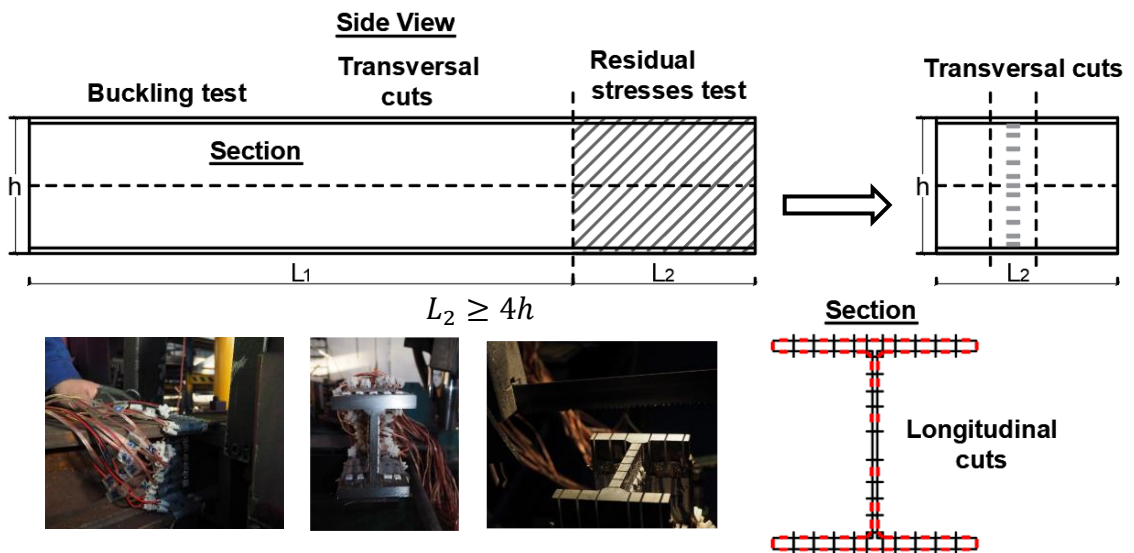 Side View
Buckling test
Transversal
cuts
Residual
stresses test
Transversal cuts
h
Section
h
L1
L2
L2
L₂ ≥ 4h
Section
Longitudinal
cuts